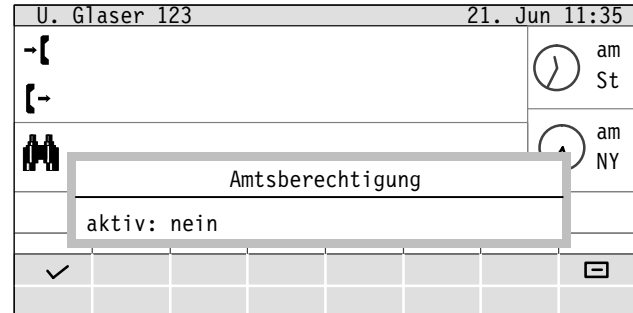 U. Glaser 123 21. Jun 11:35
am
St
am
NY
Amtsberechtigung
aktiv: nein